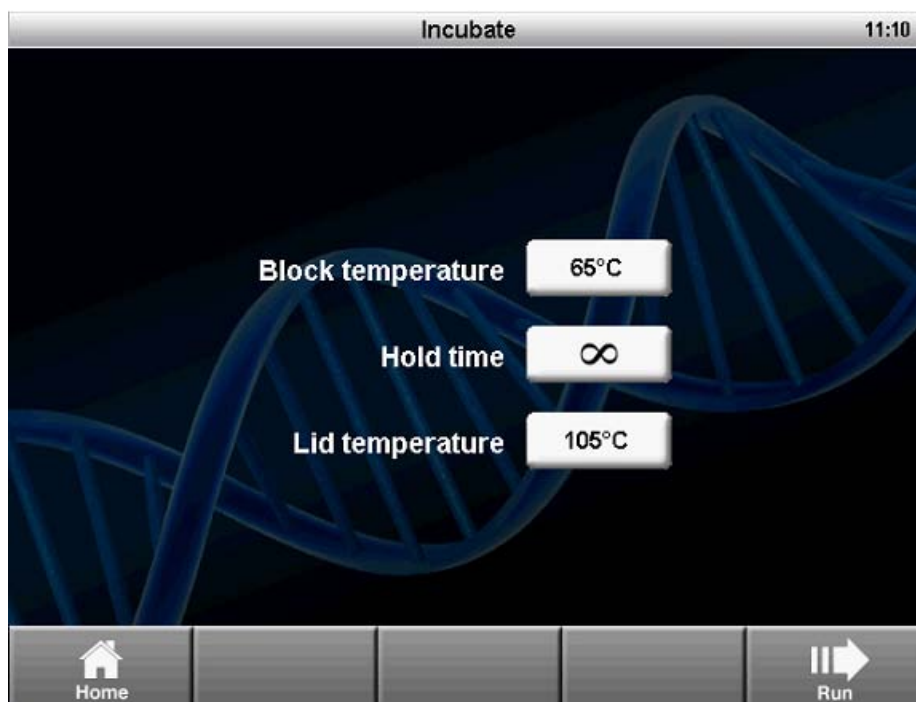 Incubate 11:10
Block temperature 65°C
Hold time ∞
Lid temperature 105°C
Home Run